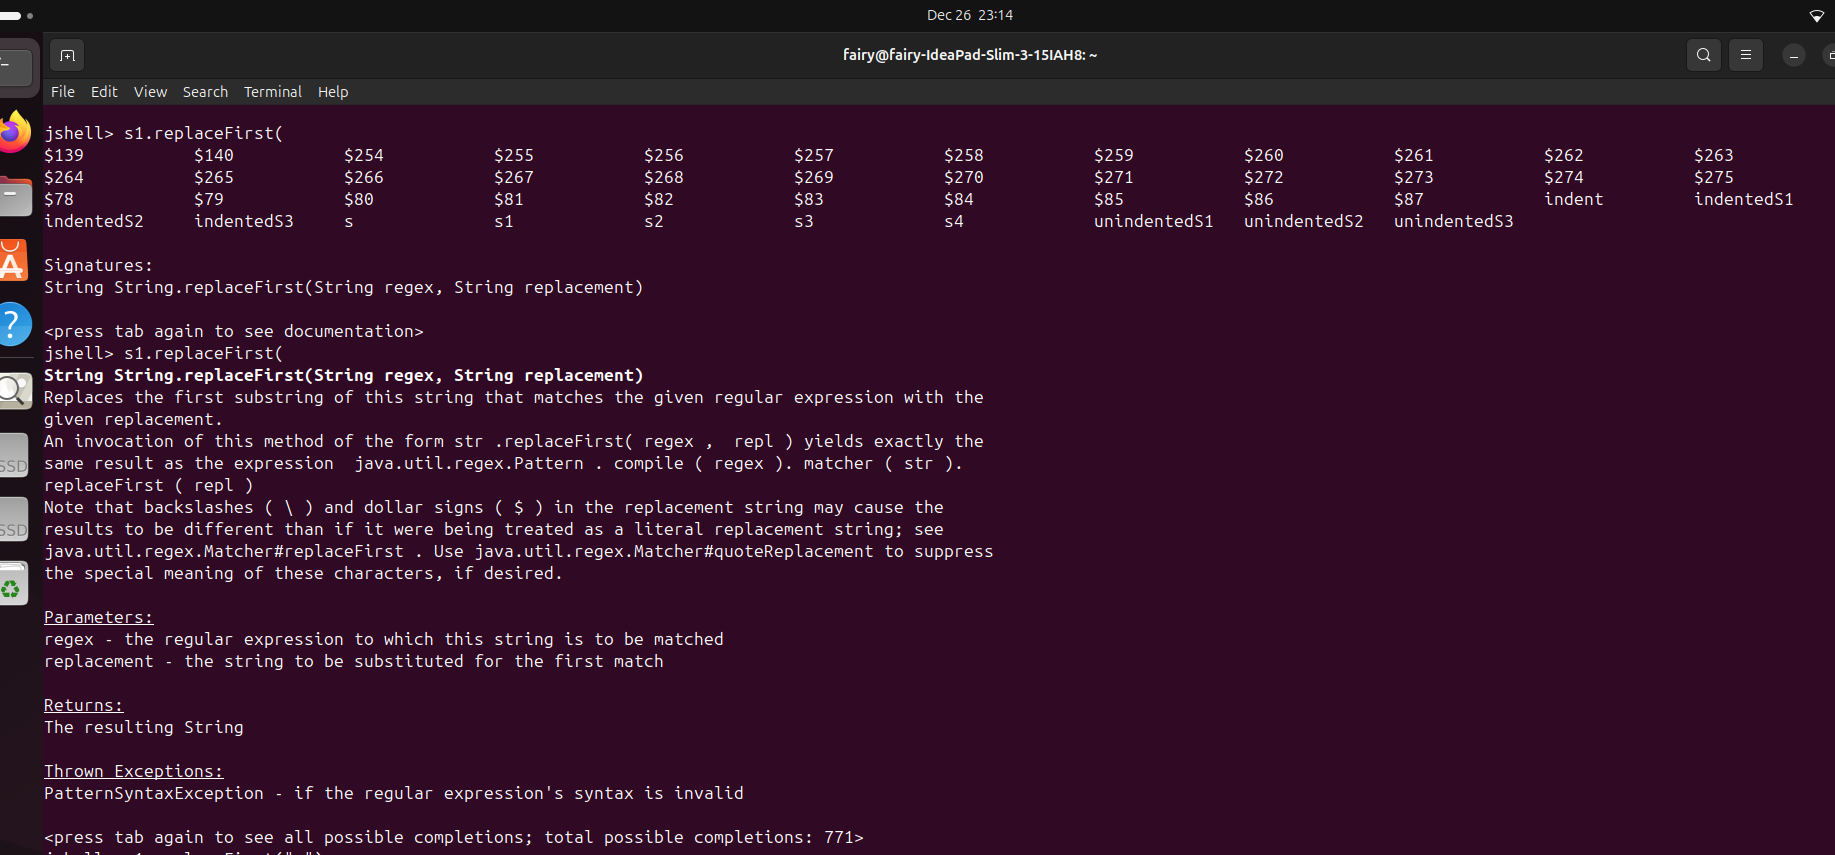 Dec 26 23:14
fairy@fairy-IdeaPad-Slim-3-15IAH8: ~
File Edit View Search Terminal Help
jshell> s1.replaceFirst(
$139 $140 $254 $255 $256 $257 $258 $259 $260 $261 $262 $263
$264 $265 $266 $267 $268 $269 $270 $271 $272 $273 $274 $275
$78 $79 $80 $81 $82 $83 $84 $85 $86 $87 indent indentedS1
indentedS2 indentedS3 s s1 s2 s3 s4 unindentedS1 unindentedS2 unindentedS3
Signatures:
String String.replaceFirst(String regex, String replacement)
<press tab again to see documentation>
jshell> s1.replaceFirst(
String String.replaceFirst(String regex, String replacement)
Replaces the first substring of this string that matches the given regular expression with the
given replacement.
An invocation of this method of the form str .replaceFirst( regex ,  repl ) yields exactly the
same result as the expression  java.util.regex.Pattern . compile ( regex ). matcher ( str ).
replaceFirst ( repl )
Note that backslashes ( \ ) and dollar signs ( $ ) in the replacement string may cause the
results to be different than if it were being treated as a literal replacement string; see
java.util.regex.Matcher#replaceFirst . Use java.util.regex.Matcher#quoteReplacement to suppress
the special meaning of these characters, if desired.
Parameters:
regex - the regular expression to which this string is to be matched
replacement - the string to be substituted for the first match
Returns:
The resulting String
Thrown Exceptions:
PatternSyntaxException - if the regular expression's syntax is invalid
<press tab again to see all possible completions; total possible completions: 771>
SSD
SSD